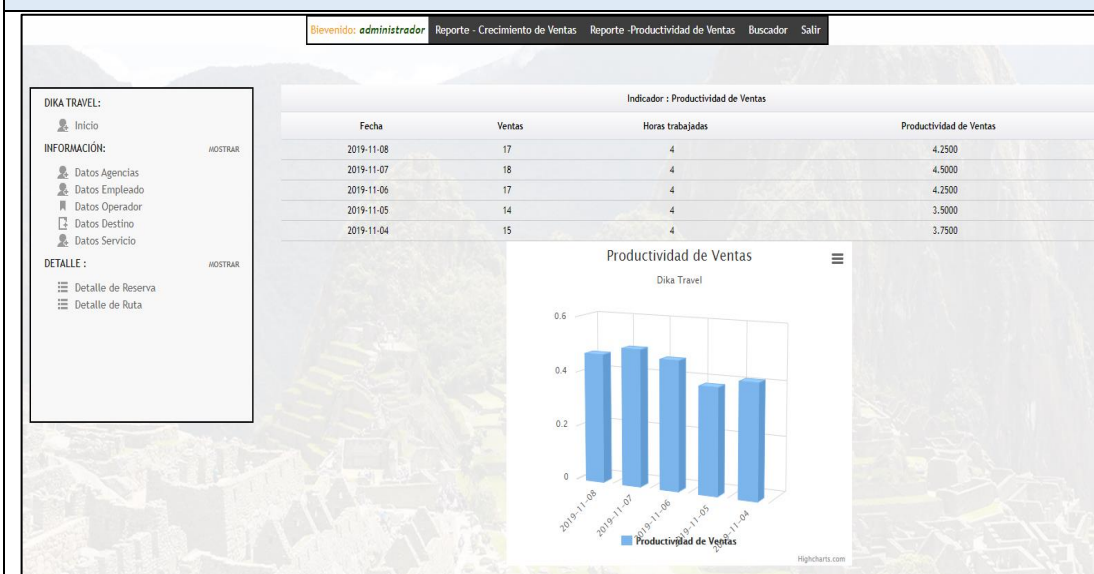 Bievenido: administrador Reporte - Crecimiento de Ventas Reporte -Productividad de Ventas Buscador Salir
DIKA TRAVEL:
Inicio
INFORMACIÓN: MOSTRAR
Datos Agencias
Datos Empleado
Datos Operador
Datos Destino
Datos Servicio
DETALLE : MOSTRAR
Detalle de Reserva
Detalle de Ruta
Indicador : Productividad de Ventas
Fecha Ventas Horas trabajadas Productividad de Ventas
2019-11-08 17 4 4.2500
2019-11-07 18 4 4.5000
2019-11-06 17 4 4.2500
2019-11-05 14 4 3.5000
2019-11-04 15 4 3.7500
Productividad de Ventas
Dika Travel
0.6
0.4
0.2
0
2019-11-08 2019-11-07 2019-11-06 2019-11-05 2019-11-04
Productividad de Ventas
Highcharts.com